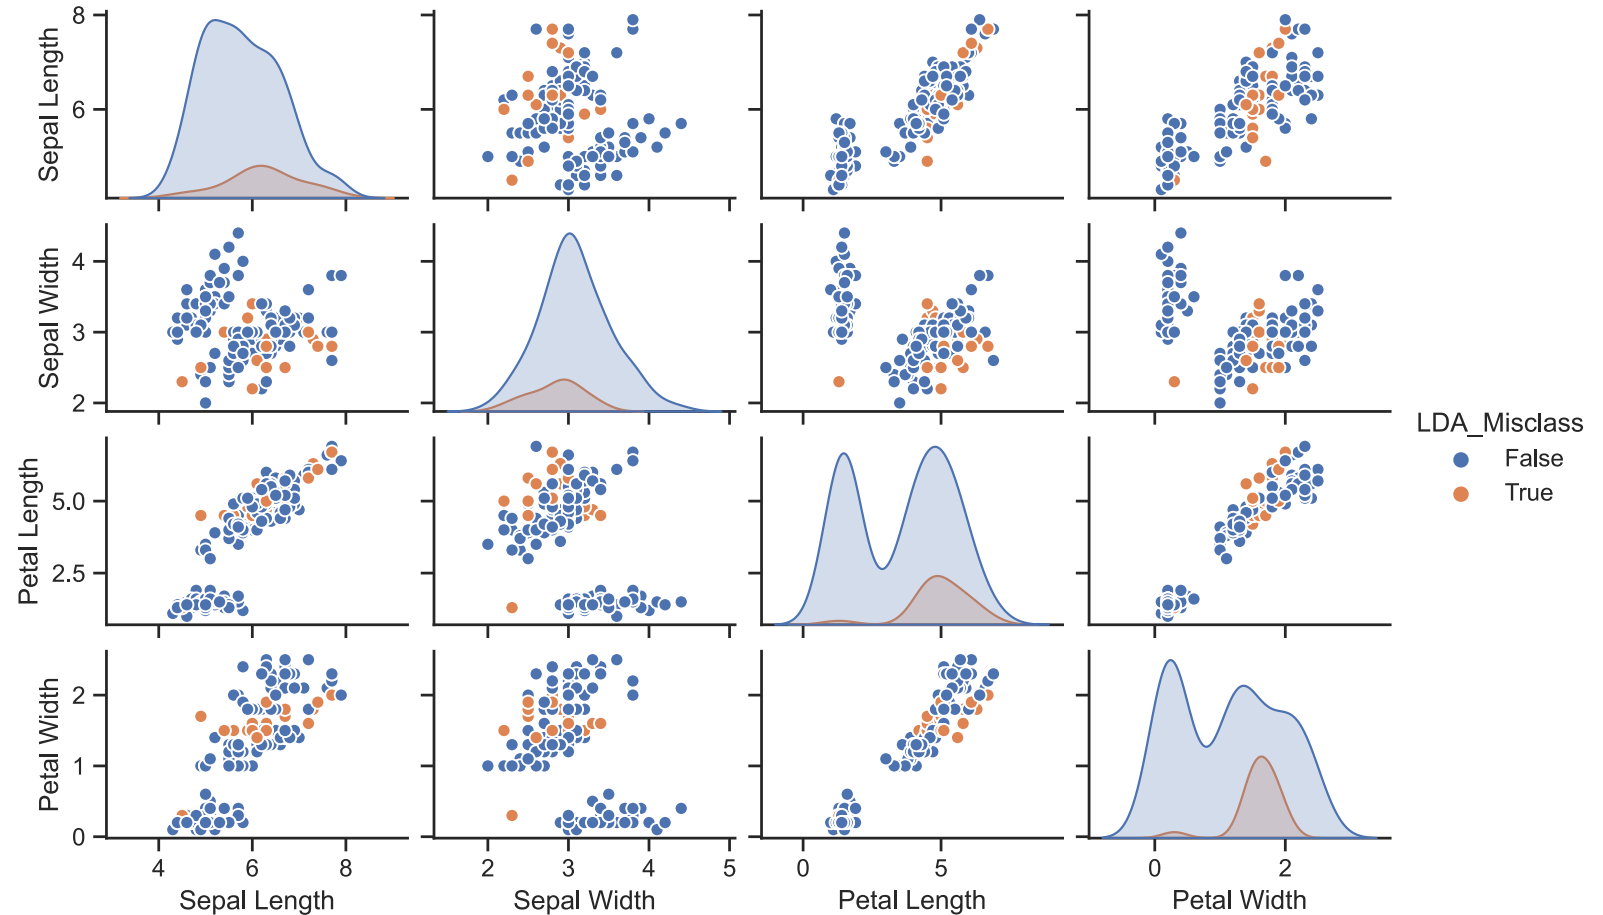 8
6
Sepal Length
4
3
2
Sepal Width
5.0
2.5
Petal Length
2
1
0
Petal Width
4 6 8
2 3 4 5
0 5
0 2
Sepal Length
Sepal Width
Petal Length
Petal Width
LDA_Misclass
False
True